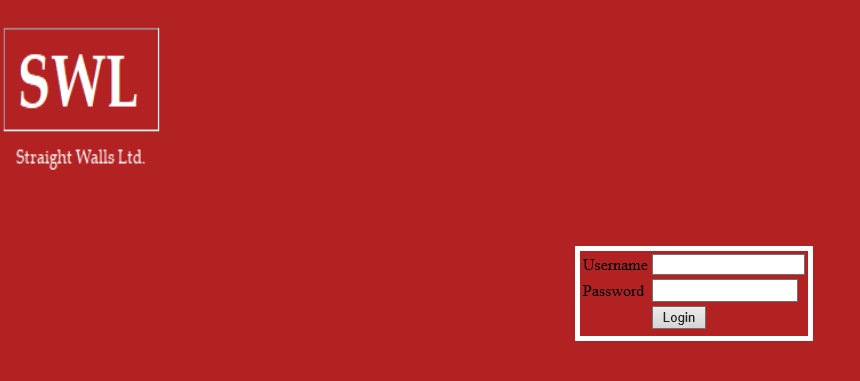 SWL
Straight Walls Ltd.
Username
Password
Login